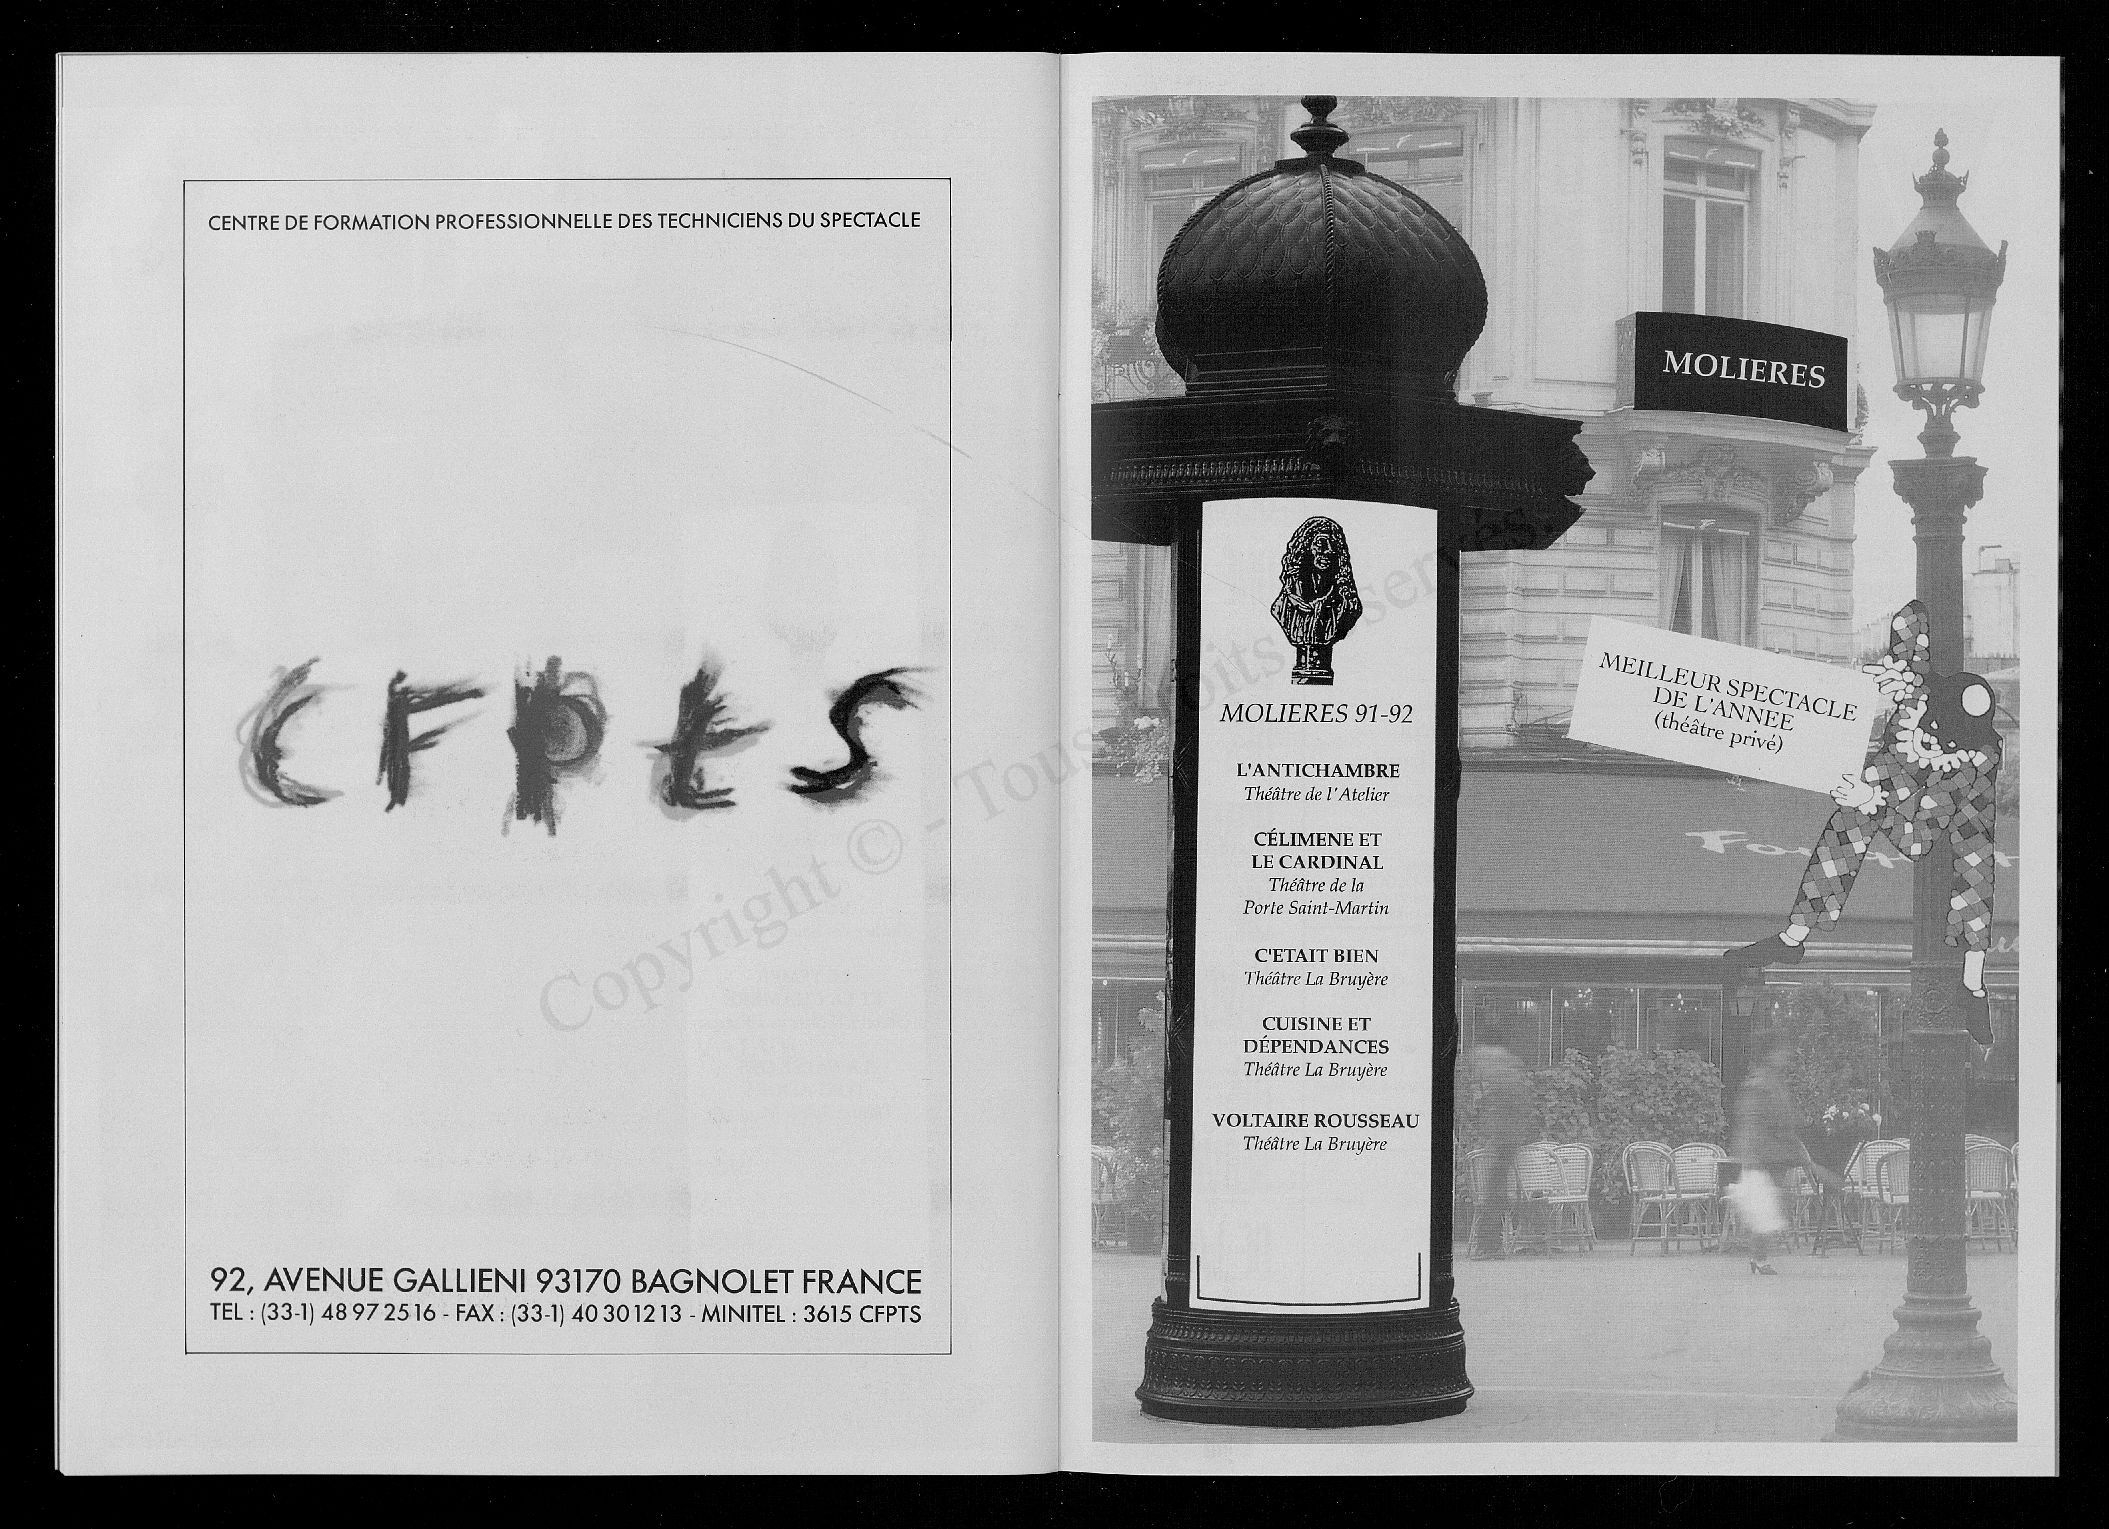 CENTRE DE FORMATION PROFESSIONNELLE DES TECHNICIENS DU SPECTACLE
CFPtS
92, AVENUE GALLIENI 93170 BAGNOLET FRANCE
TEL : (33-1) 48 97 25 16 - FAX : (33-1) 40 30 12 13 - MINITEL : 3615 CFPTS
MOLIERES
MEILLEUR SPECTACLE
DE L'ANNEE
(théâtre privé)
MOLIERES 91-92
L'ANTICHAMBRE
Théâtre de l'Atelier
CÉLIMENE ET
LE CARDINAL
Théâtre de la
Porte Saint-Martin
C'ETAIT BIEN
Théâtre La Bruyère
CUISINE ET
DÉPENDANCES
Théâtre La Bruyère
VOLTAIRE ROUSSEAU
Théâtre La Bruyère
Copyright © - Tous droits réservés.